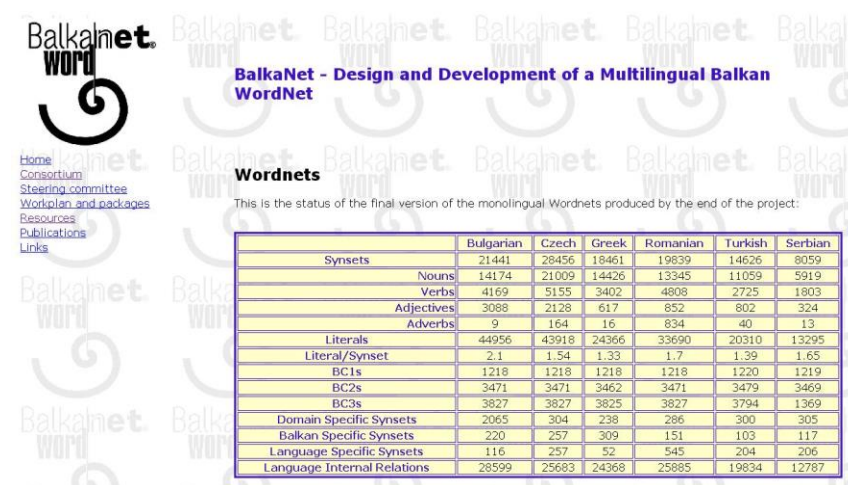 Balkanet
word
BalkaNet - Design and Development of a Multilingual Balkan
WordNet
Home
Consortium
Steering committee
Workplan and packages
Resources
Publications
Links
Wordnets
This is the status of the final version of the monolingual Wordnets produced by the end of the project:
Bulgarian Czech Greek Romanian Turkish Serbian
Synsets 21441 28456 18461 19839 14626 8059
Nouns 14174 21009 14426 13345 11059 5919
Verbs 4169 5155 3402 4808 2725 1803
Adjectives 3088 2128 617 852 802 324
Adverbs 9 164 16 834 40 13
Literals 44956 43918 24366 33690 20310 13295
Literal/Synset 2.1 1.54 1.33 1.7 1.39 1.65
BC1s 1218 1218 1218 1218 1220 1219
BC2s 3471 3471 3462 3471 3479 3469
BC3s 3827 3827 3825 3827 3794 1369
Domain Specific Synsets 2065 304 238 286 300 305
Balkan Specific Synsets 220 257 309 151 103 117
Language Specific Synsets 116 257 52 545 204 206
Language Internal Relations 28599 25683 24368 25885 19834 12787